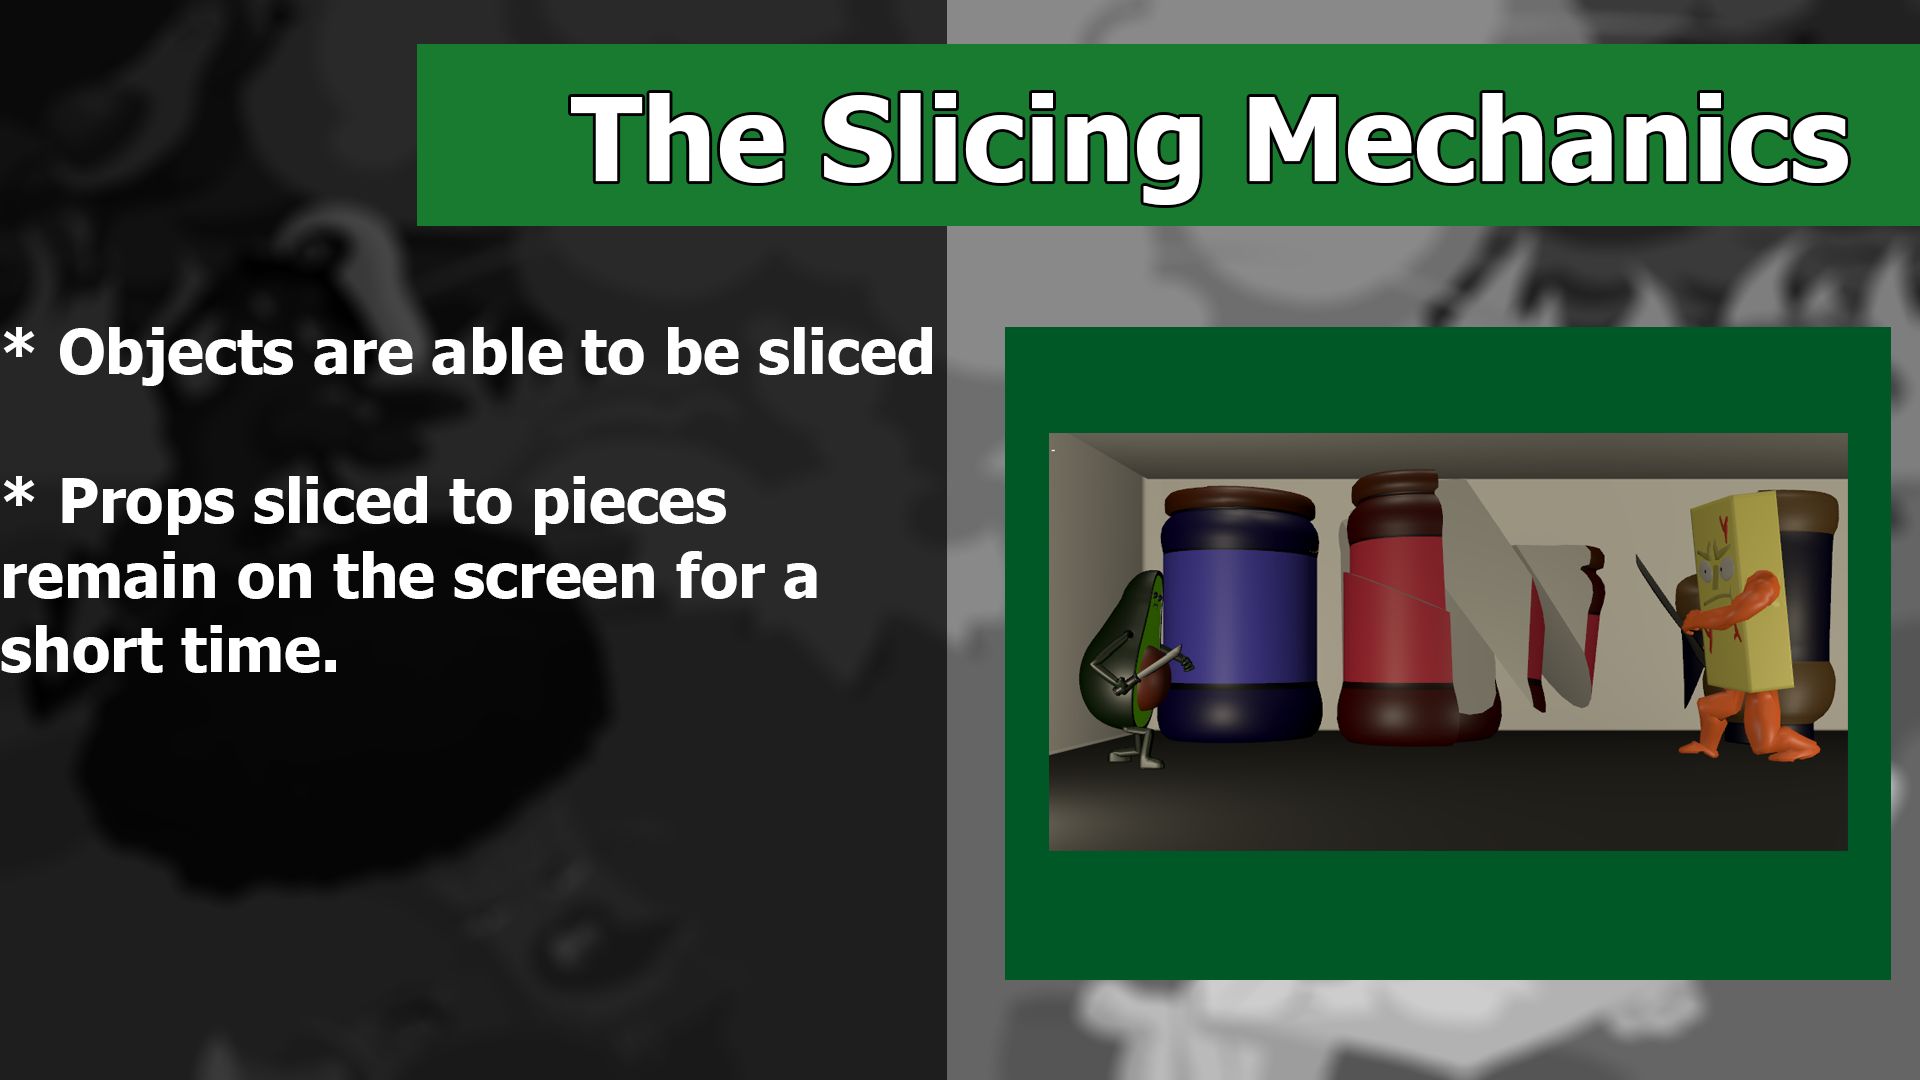 The Slicing Mechanics
* Objects are able to be sliced
* Props sliced to pieces
remain on the screen for a
short time.